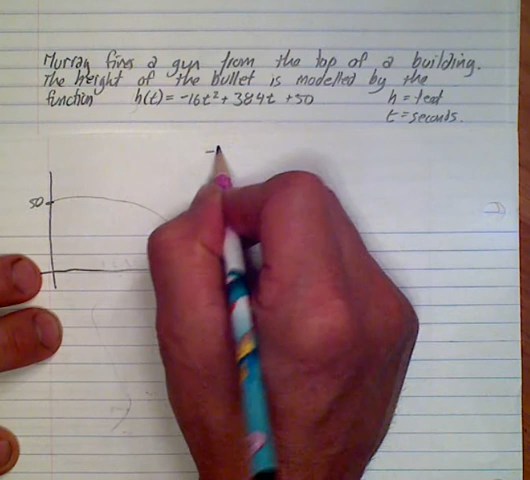 Murray fires a gun from the top of a building.
The height of the bullet is modelled by the
function h(t) = -16t² + 384t + 50 h = feet
t = seconds.
50